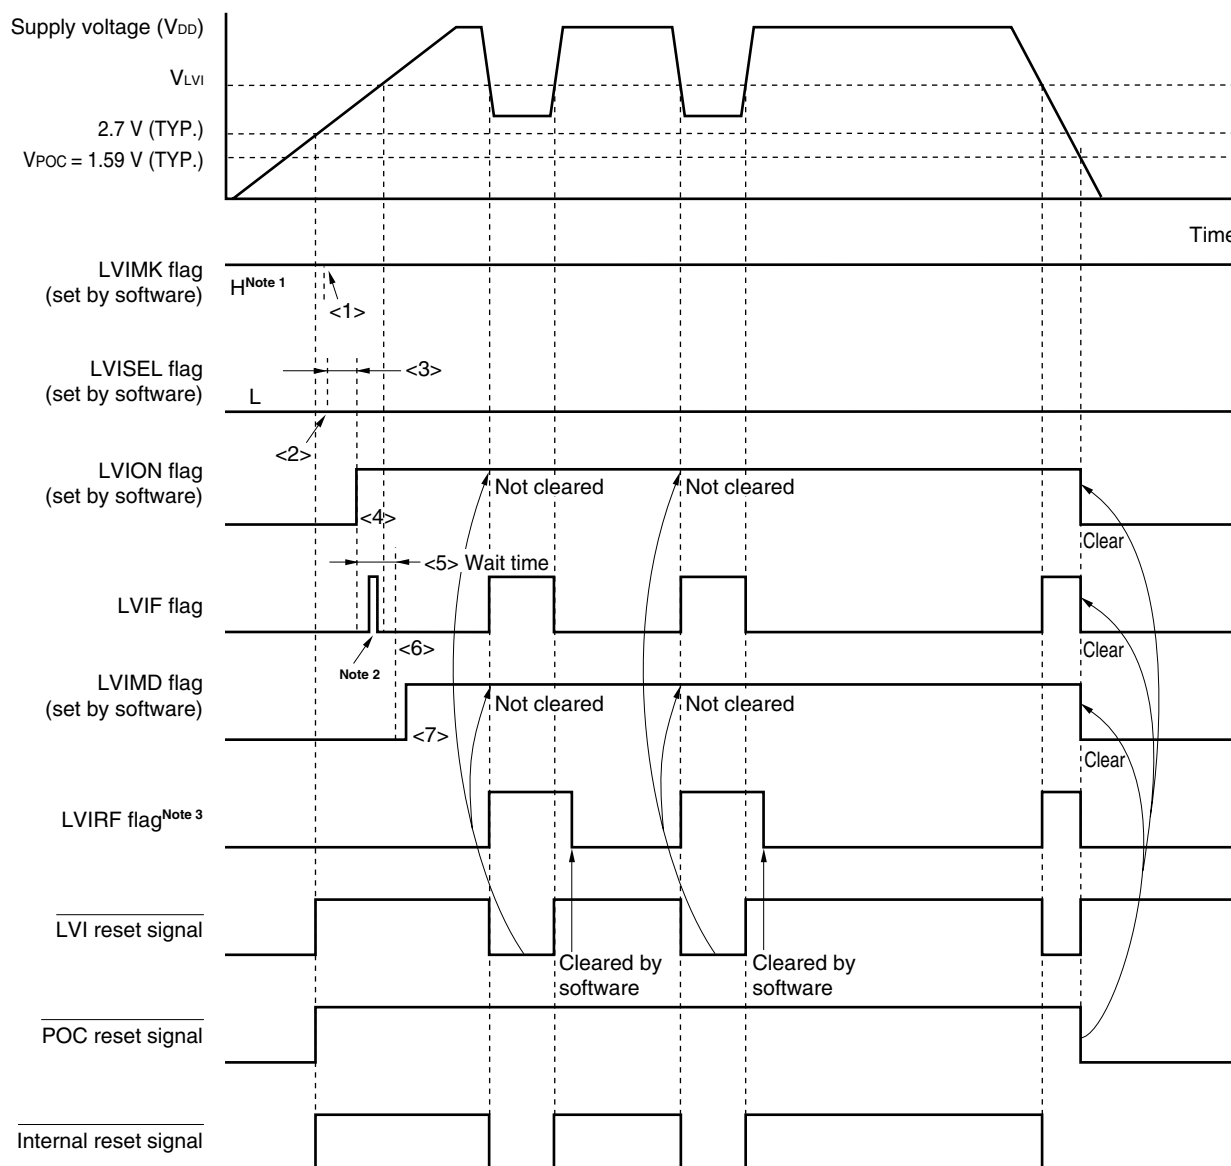 Supply voltage (VDD)
VLVI
2.7 V (TYP.)
VPOC = 1.59 V (TYP.)
Time
LVIMK flag
(set by software)
H Note 1
<1>
LVISEL flag
(set by software)
<3>
L
<2>
LVION flag
(set by software)
Not cleared
Not cleared
<4>
Clear
<5> Wait time
LVIF flag
Note 2
<6>
Clear
LVIMD flag
(set by software)
Not cleared
Not cleared
<7>
Clear
LVIRF flag Note 3
LVI reset signal
Cleared by
software
Cleared by
software
POC reset signal
Internal reset signal